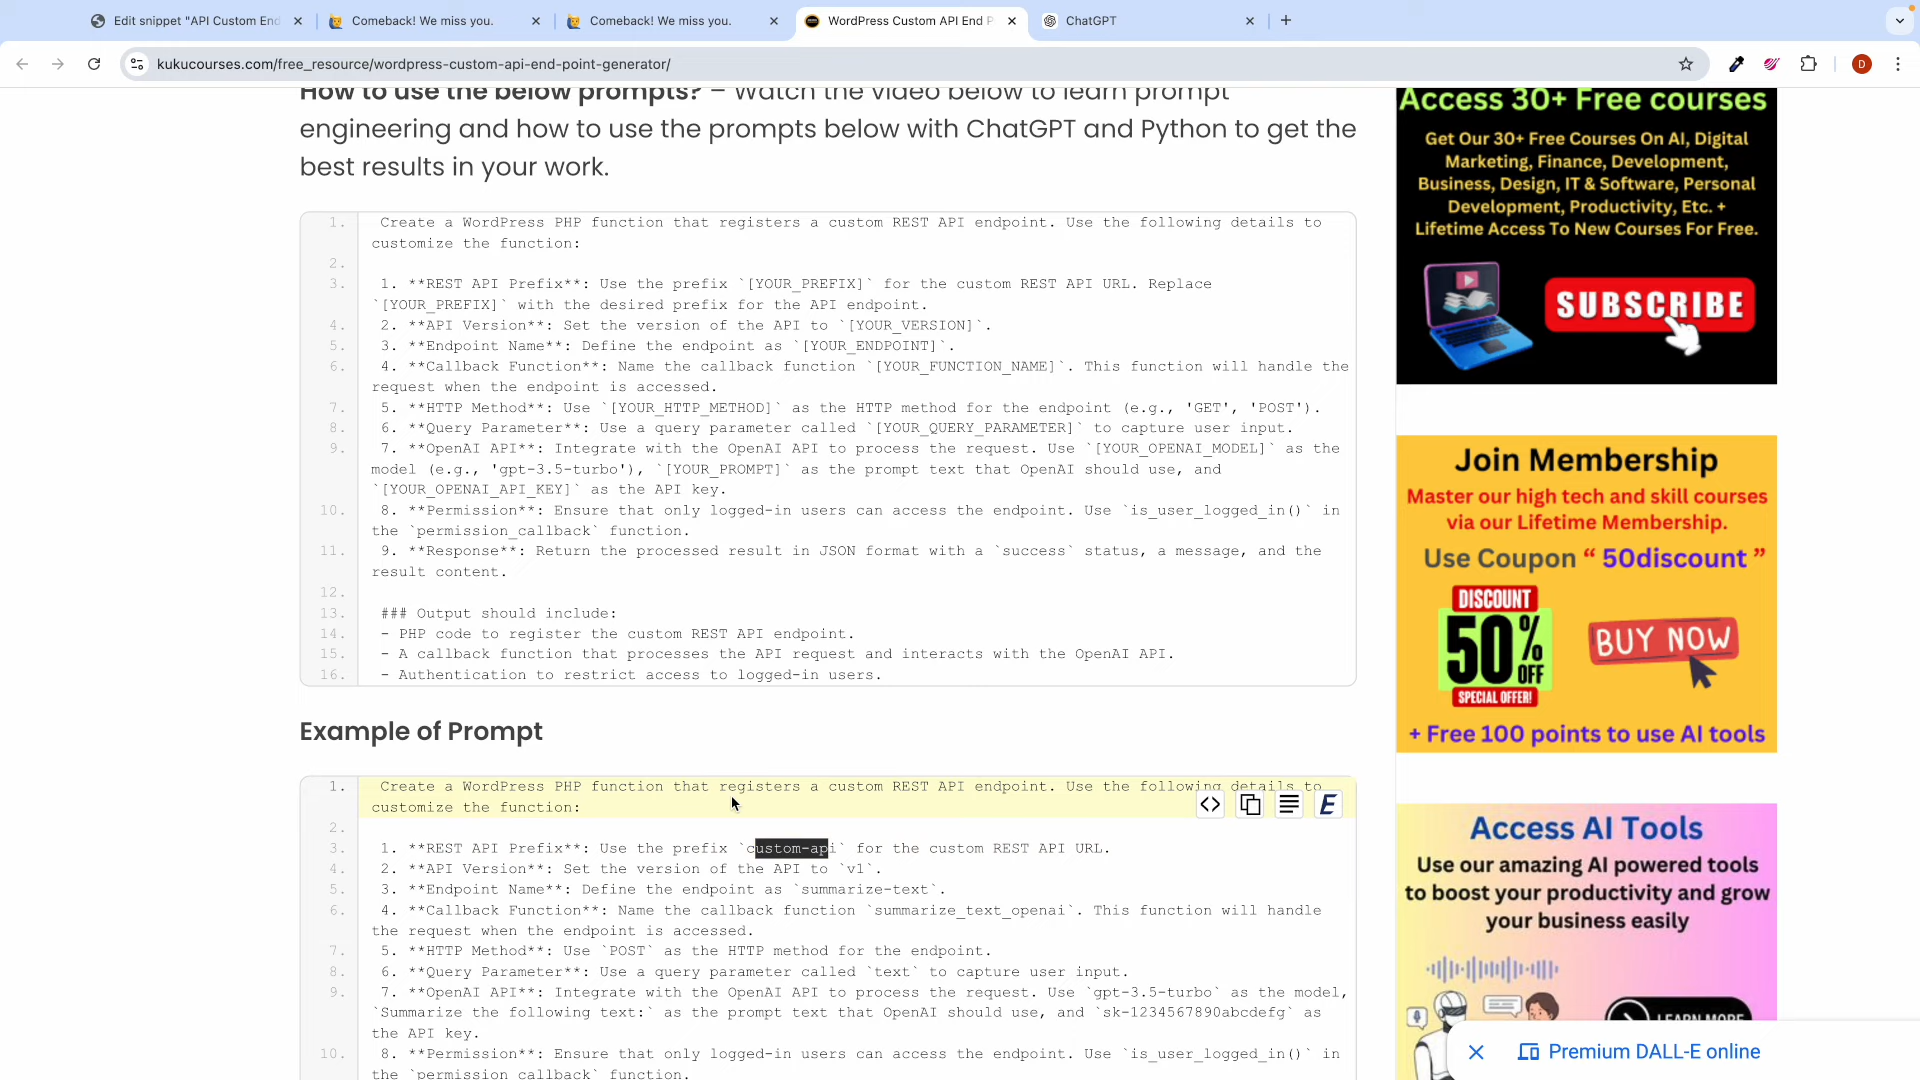 Edit snippet "API Custom End
Comeback! We miss you.
Comeback! We miss you.
WordPress Custom API End P
ChatGPT
kukucourses.com/free_resource/wordpress-custom-api-end-point-generator/
D
How to use the below prompts? – Watch the video below to learn prompt
engineering and how to use the prompts below with ChatGPT and Python to get the
best results in your work.
1. Create a WordPress PHP function that registers a custom REST API endpoint. Use the following details to
customize the function:
2.
3. 1. **REST API Prefix**: Use the prefix `[YOUR_PREFIX]` for the custom REST API URL. Replace
`[YOUR_PREFIX]` with the desired prefix for the API endpoint.
4. 2. **API Version**: Set the version of the API to `[YOUR_VERSION]`.
5. 3. **Endpoint Name**: Define the endpoint as `[YOUR_ENDPOINT]`.
6. 4. **Callback Function**: Name the callback function `[YOUR_FUNCTION_NAME]`. This function will handle the
request when the endpoint is accessed.
7. 5. **HTTP Method**: Use `[YOUR_HTTP_METHOD]` as the HTTP method for the endpoint (e.g., 'GET', 'POST').
8. 6. **Query Parameter**: Use a query parameter called `[YOUR_QUERY_PARAMETER]` to capture user input.
9. 7. **OpenAI API**: Integrate with the OpenAI API to process the request. Use `[YOUR_OPENAI_MODEL]` as the
model (e.g., 'gpt-3.5-turbo'), `[YOUR_PROMPT]` as the prompt text that OpenAI should use, and
`[YOUR_OPENAI_API_KEY]` as the API key.
10. 8. **Permission**: Ensure that only logged-in users can access the endpoint. Use `is_user_logged_in()` in
the `permission_callback` function.
11. 9. **Response**: Return the processed result in JSON format with a `success` status, a message, and the
result content.
12.
13. ### Output should include:
14. - PHP code to register the custom REST API endpoint.
15. - A callback function that processes the API request and interacts with the OpenAI API.
16. - Authentication to restrict access to logged-in users.
Example of Prompt
1. Create a WordPress PHP function that registers a custom REST API endpoint. Use the following details to
customize the function:
2.
3. 1. **REST API Prefix**: Use the prefix `custom-api` for the custom REST API URL.
4. 2. **API Version**: Set the version of the API to `v1`.
5. 3. **Endpoint Name**: Define the endpoint as `summarize-text`.
6. 4. **Callback Function**: Name the callback function `summarize_text_openai`. This function will handle
the request when the endpoint is accessed.
7. 5. **HTTP Method**: Use `POST` as the HTTP method for the endpoint.
8. 6. **Query Parameter**: Use a query parameter called `text` to capture user input.
9. 7. **OpenAI API**: Integrate with the OpenAI API to process the request. Use `gpt-3.5-turbo` as the model,
`Summarize the following text:` as the prompt text that OpenAI should use, and `sk-1234567890abcdefg` as
the API key.
10. 8. **Permission**: Ensure that only logged-in users can access the endpoint. Use `is_user_logged_in()` in
the `permission_callback` function.
Access 30+ Free courses
Get Our 30+ Free Courses On AI, Digital
Marketing, Finance, Development,
Business, Design, IT & Software, Personal
Development, Productivity, Etc. +
Lifetime Access To New Courses For Free.
SUBSCRIBE
Join Membership
Master our high tech and skill courses
via our Lifetime Membership.
Use Coupon “ 50discount ”
DISCOUNT
50% OFF
SPECIAL OFFER!
BUY NOW
+ Free 100 points to use AI tools
Access AI Tools
Use our amazing AI powered tools
to boost your productivity and grow
your business easily
LEARN MORE
Premium DALL-E online